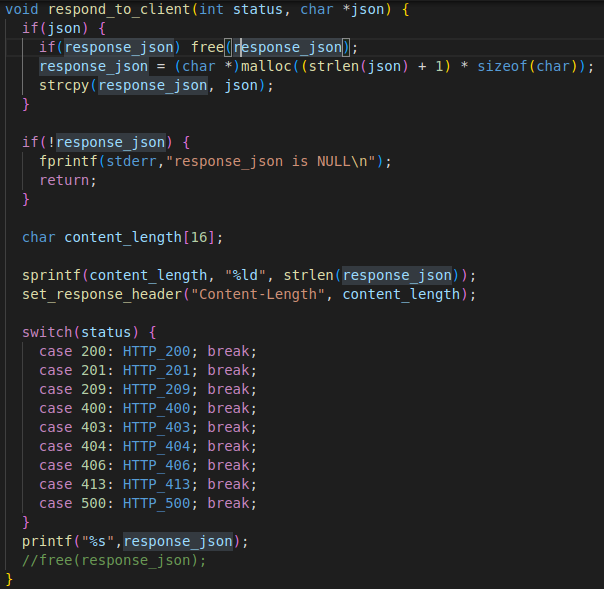 void respond_to_client(int status, char *json) {
  if(json) {
    if(response_json) free(response_json);
    response_json = (char *)malloc((strlen(json) + 1) * sizeof(char));
    strcpy(response_json, json);
  }

  if(!response_json) {
    fprintf(stderr,"response_json is NULL\n");
    return;
  }

  char content_length[16];

  sprintf(content_length, "%ld", strlen(response_json));
  set_response_header("Content-Length", content_length);

  switch(status) {
    case 200: HTTP_200; break;
    case 201: HTTP_201; break;
    case 209: HTTP_209; break;
    case 400: HTTP_400; break;
    case 403: HTTP_403; break;
    case 404: HTTP_404; break;
    case 406: HTTP_406; break;
    case 413: HTTP_413; break;
    case 500: HTTP_500; break;
  }
  printf("%s",response_json);
  //free(response_json);
}